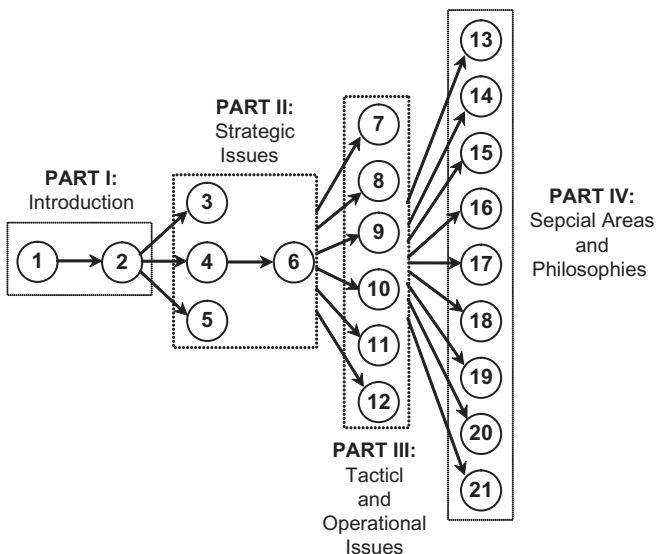 PART I:
Introduction
1
2
PART II:
Strategic
Issues
3
4
5
6
7
8
9
10
11
12
PART III:
Tacticl
and
Operational
Issues
13
14
15
16
17
18
19
20
21
PART IV:
Sepcial Areas
and
Philosophies